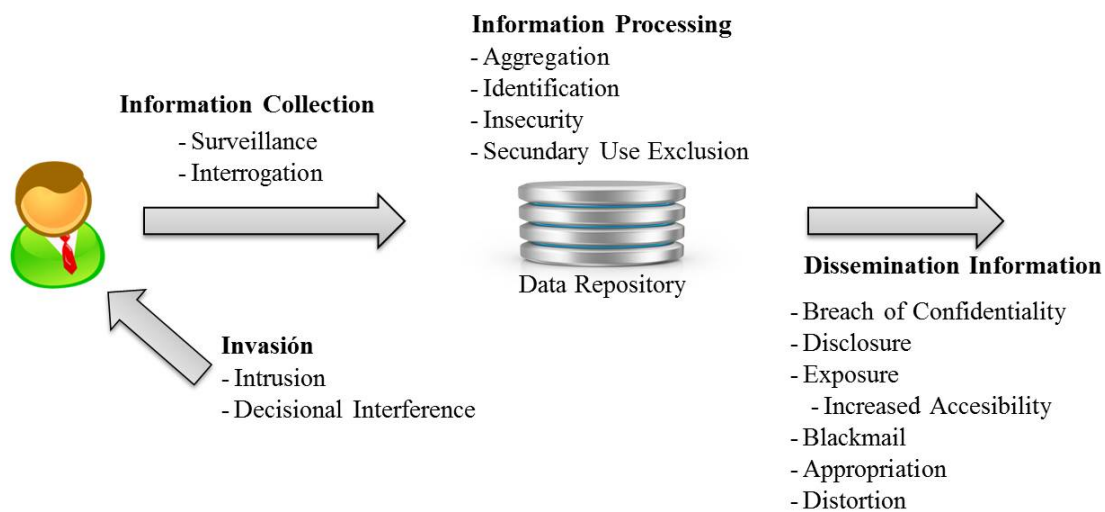 Information Collection
- Surveillance
- Interrogation
Information Processing
- Aggregation
- Identification
- Insecurity
- Secundary Use Exclusion
Data Repository
Dissemination Information
- Breach of Confidentiality
- Disclosure
- Exposure
- Increased Accesibility
- Blackmail
- Appropriation
- Distortion
Invasión
- Intrusion
- Decisional Interference